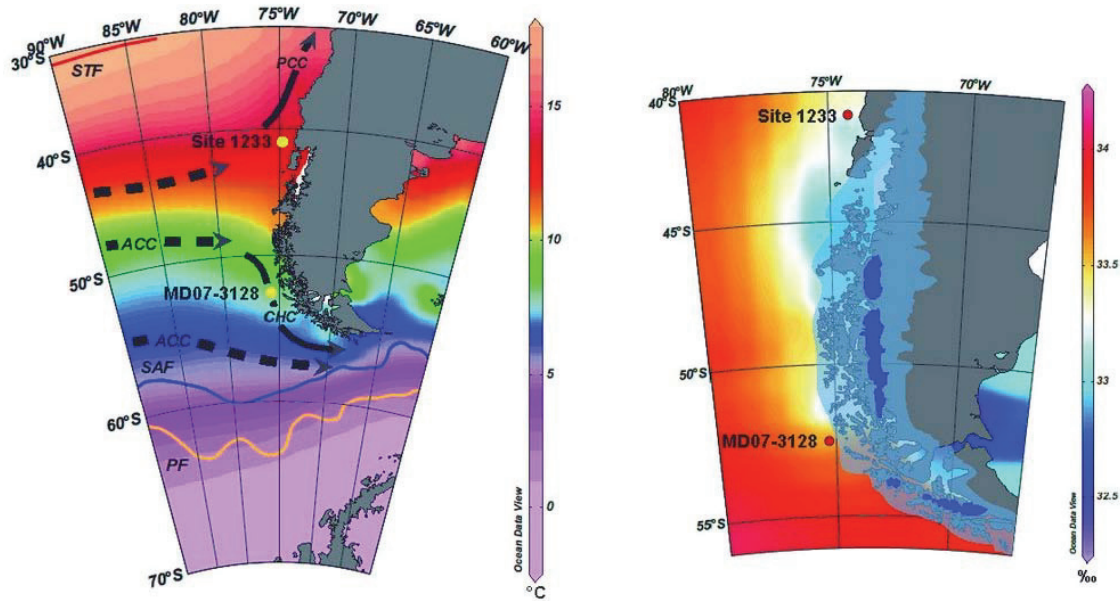 90°W
85°W
80°W
75°W
70°W
65°W
60°W
30°S
STF
PCC
Site 1233
40°S
ACC
50°S
MD07-3128
CHC
ACC
SAF
60°S
PF
70°S
Ocean Data View
15
10
5
0
°C
75°W
70°W
40°S
Site 1233
45°S
50°S
MD07-3128
55°S
Ocean Data View
34
33.5
33
32.5
‰